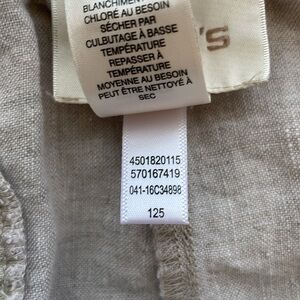 BLANCHIMENT
CHLORÉ AU BESOIN
SÉCHER PAR
CULBUTAGE À BASSE
TEMPÉRATURE
REPASSER À
TEMPÉRATURE
MOYENNE AU BESOIN
PEUT ÊTRE NETTOYÉ À
SEC
'S
4501820115
570167419
041-16C34898
125